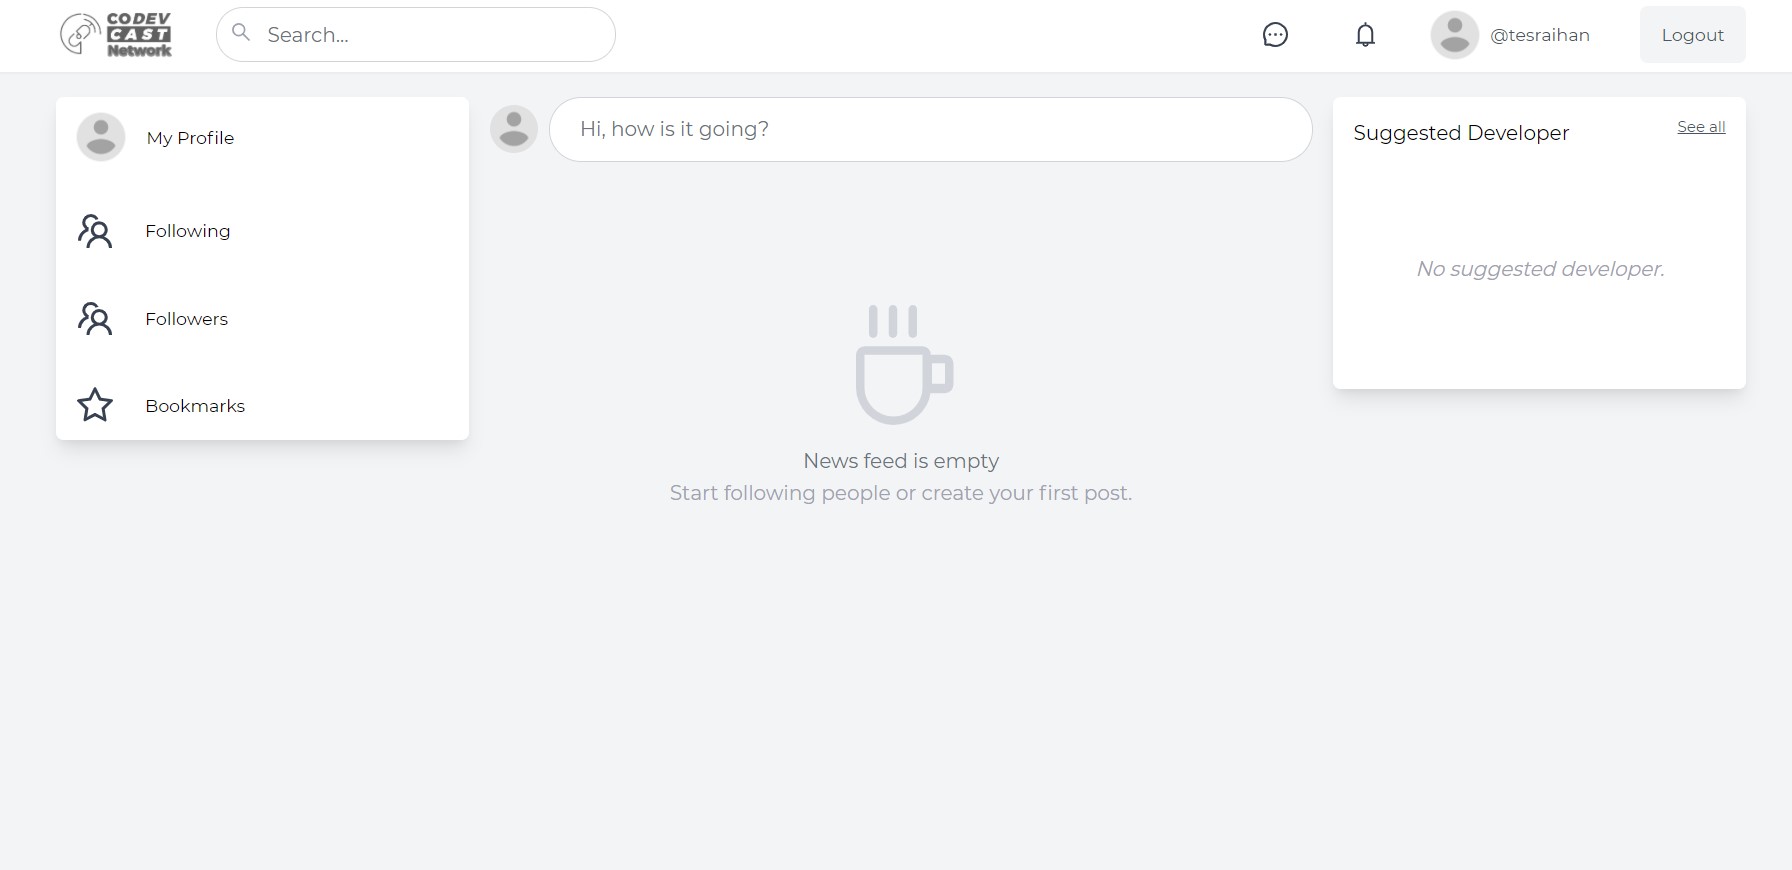 CODEV
CAST
Network
Search...
@tesraihan
Logout
My Profile
Following
Followers
Bookmarks
Hi, how is it going?
News feed is empty
Start following people or create your first post.
Suggested Developer
See all
No suggested developer.